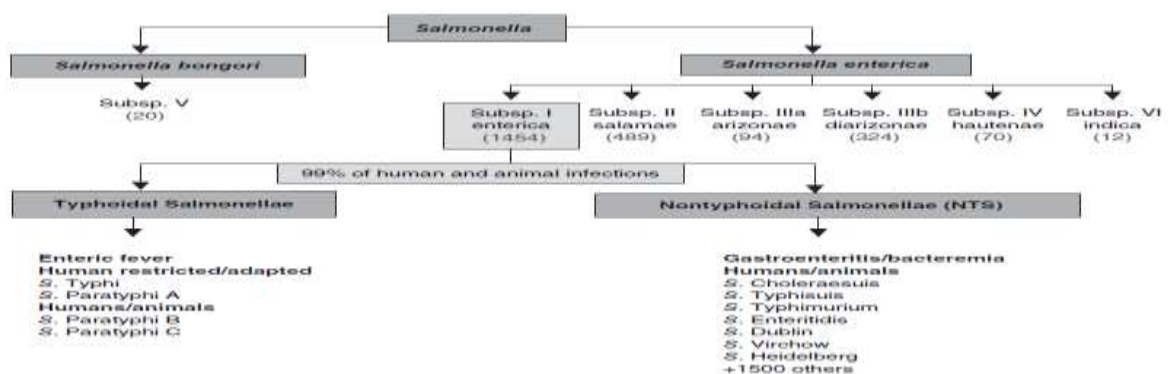 Salmonella
Salmonella bongori
Salmonella enterica
Subsp. V
(20)
Subsp. I
enterica
(1454)
Subsp. II
salamae
(489)
Subsp. IIIa
arizonae
(94)
Subsp. IIIb
diarizonae
(324)
Subsp. IV
hautenae
(70)
Subsp. VI
indica
(12)
99% of human and animal infections
Typhoidal Salmonellae
Nontyphoidal Salmonellae (NTS)
Enteric fever
Human restricted/adapted
S. Typhi
S. Paratyphi A
Humans/animals
S. Paratyphi B
S. Paratyphi C
Gastroenteritis/bacteremia
Humans/animals
S. Choleraesuis
S. Typhisuis
S. Typhimurium
S. Enteritidis
S. Dublin
S. Virchow
S. Heidelberg
+1500 others